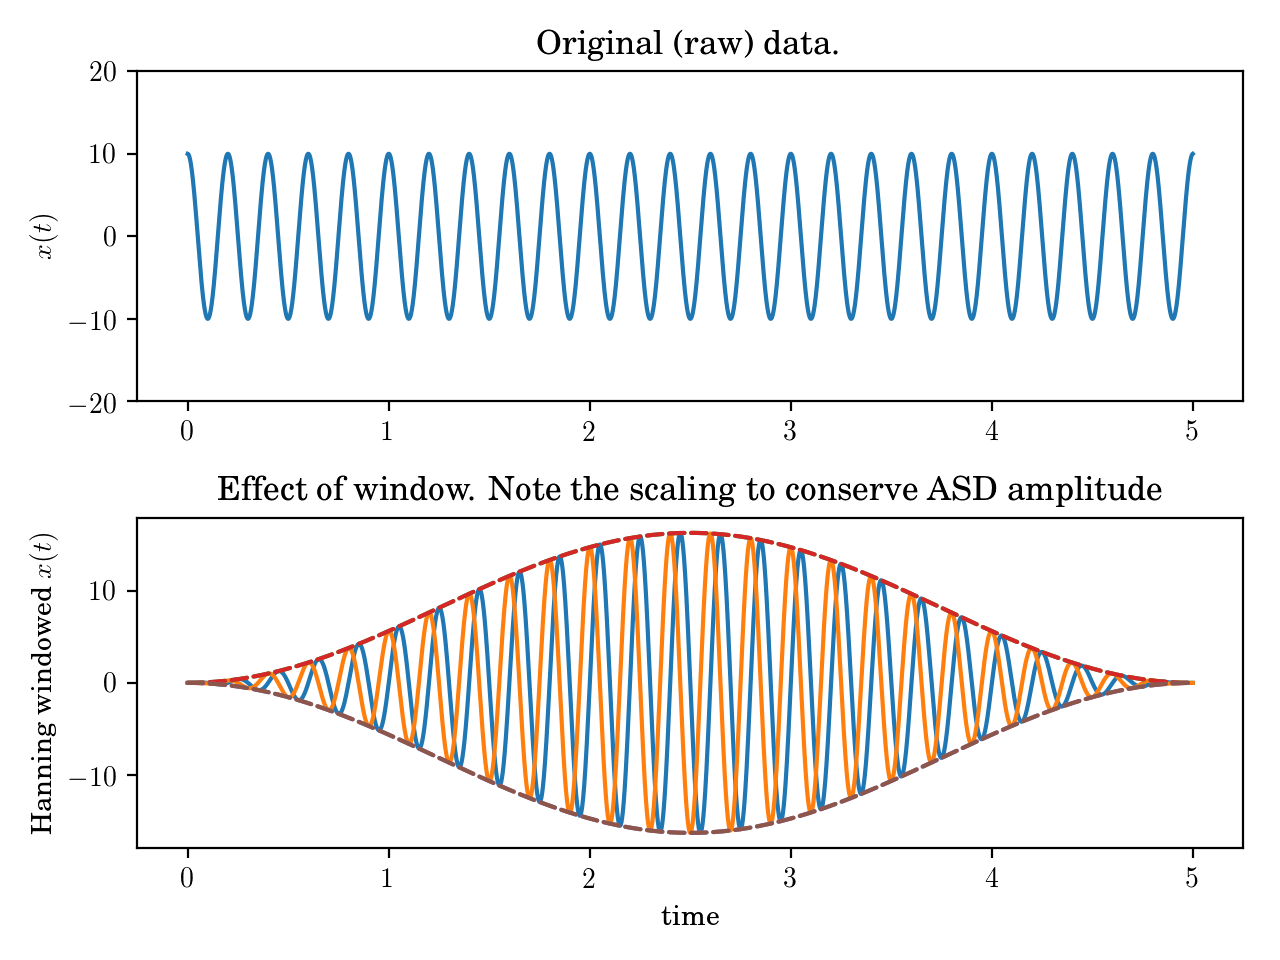 Original (raw) data.
20
10
0
−10
−20
x(t)
0 1 2 3 4 5
Effect of window. Note the scaling to conserve ASD amplitude
10
0
−10
Hanning windowed x(t)
0 1 2 3 4 5
time